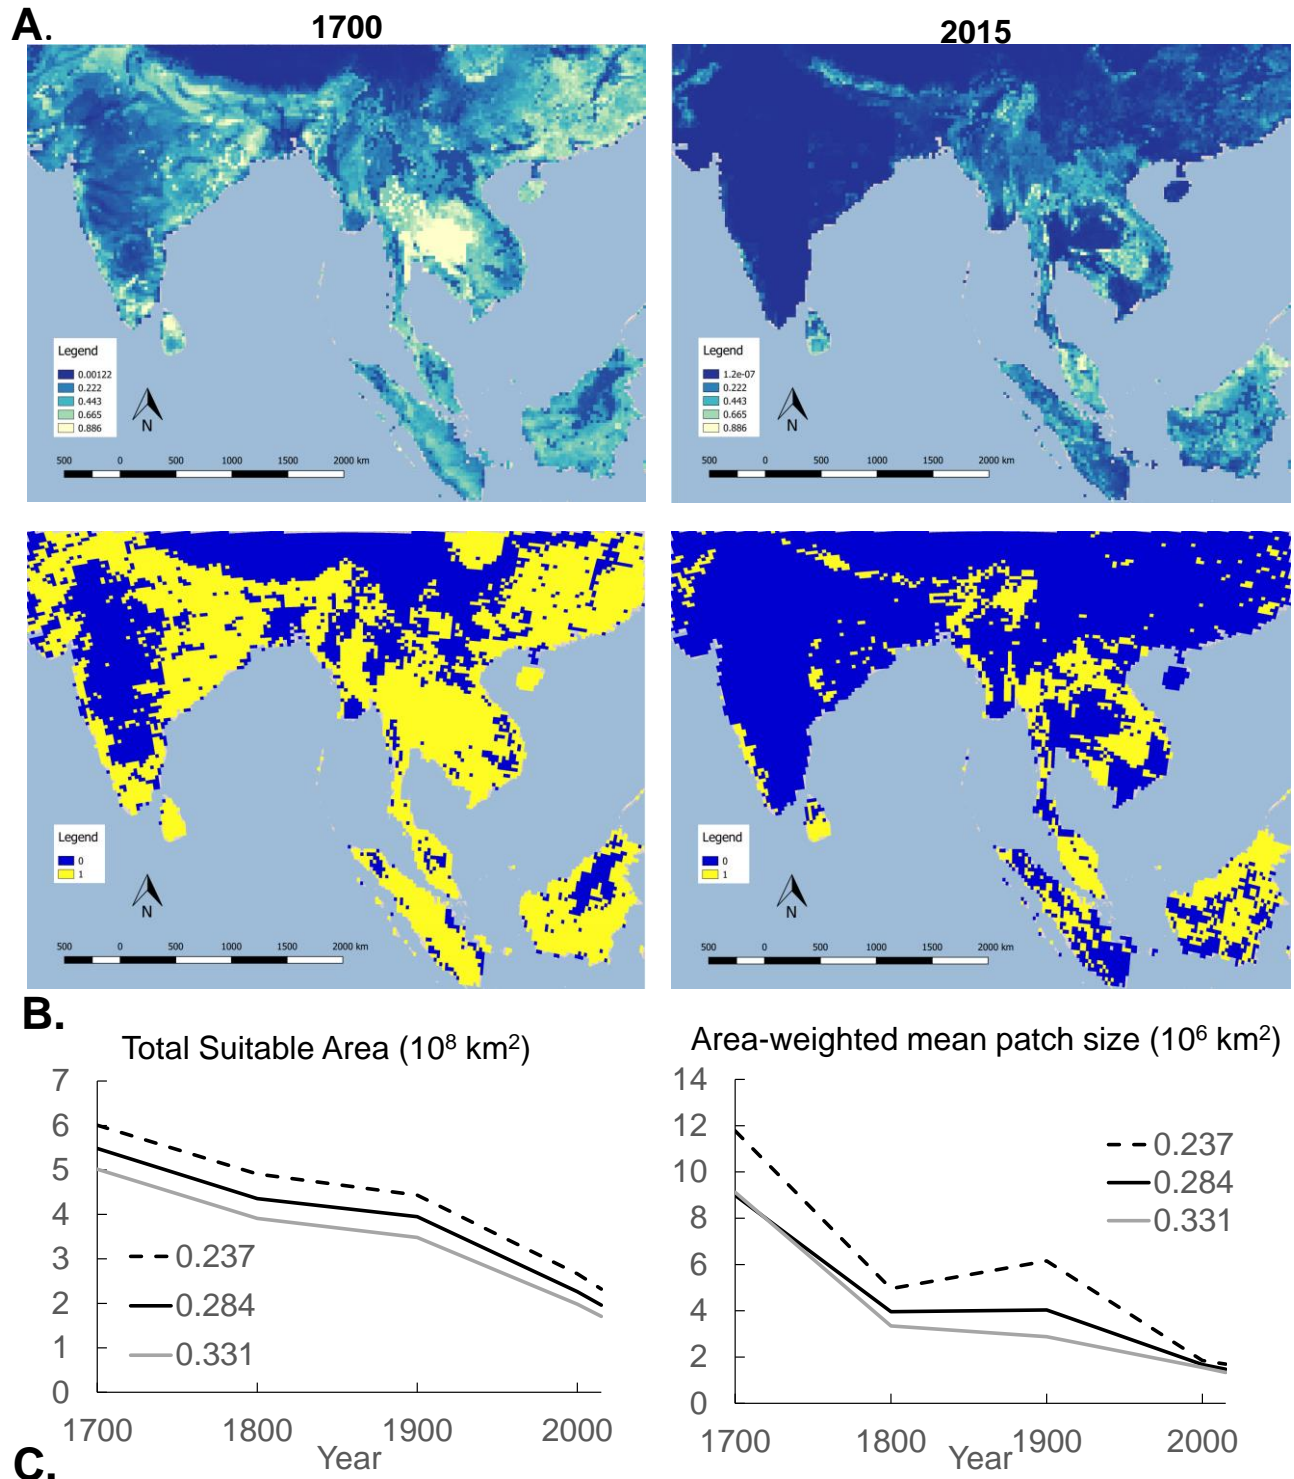 A.
1700
2015
Legend
0.00122
0.222
0.443
0.665
0.886
N
500 0 500 1000 1500 2000 km
Legend
1.2e-07
0.222
0.443
0.665
0.886
N
500 0 500 1000 1500 2000 km
Legend
0
1
N
500 0 500 1000 1500 2000 km
Legend
0
1
N
500 0 500 1000 1500 2000 km
B.
Total Suitable Area (10⁸ km²)
7
6
5
4
3
2
1
0
0.237
0.284
0.331
1700 1800 1900 2000
Year
Area-weighted mean patch size (10⁶ km²)
14
12
10
8
6
4
2
0
0.237
0.284
0.331
1700 1800 1900 2000
Year
C.